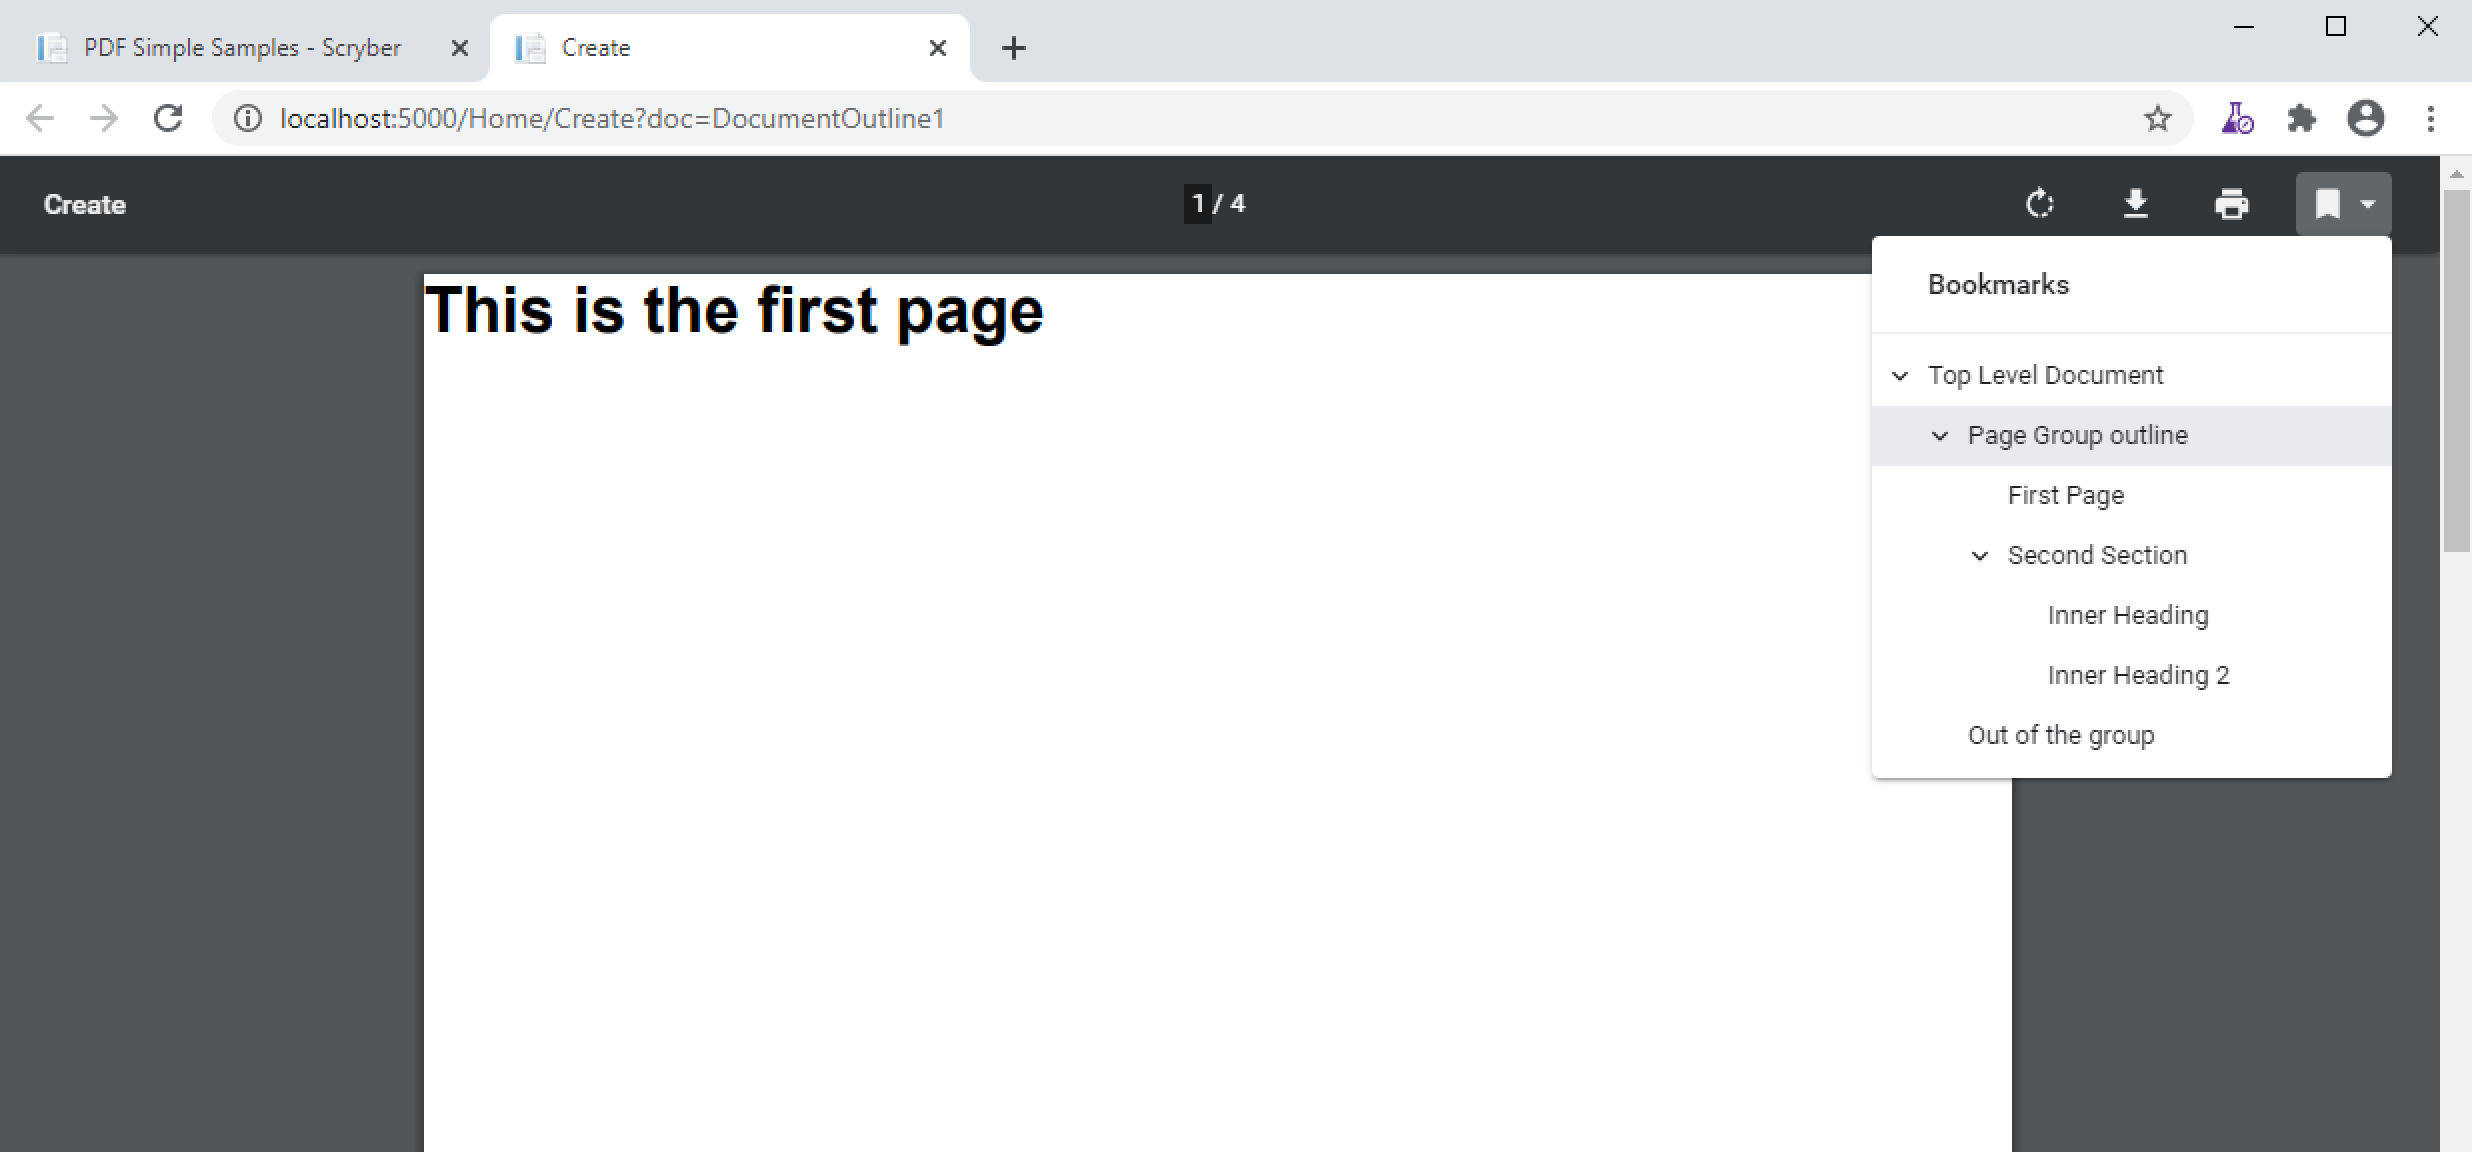 PDF Simple Samples - Scryber
Create
localhost:5000/Home/Create?doc=DocumentOutline1
Create
1 / 4
Bookmarks
This is the first page
Top Level Document
Page Group outline
First Page
Second Section
Inner Heading
Inner Heading 2
Out of the group